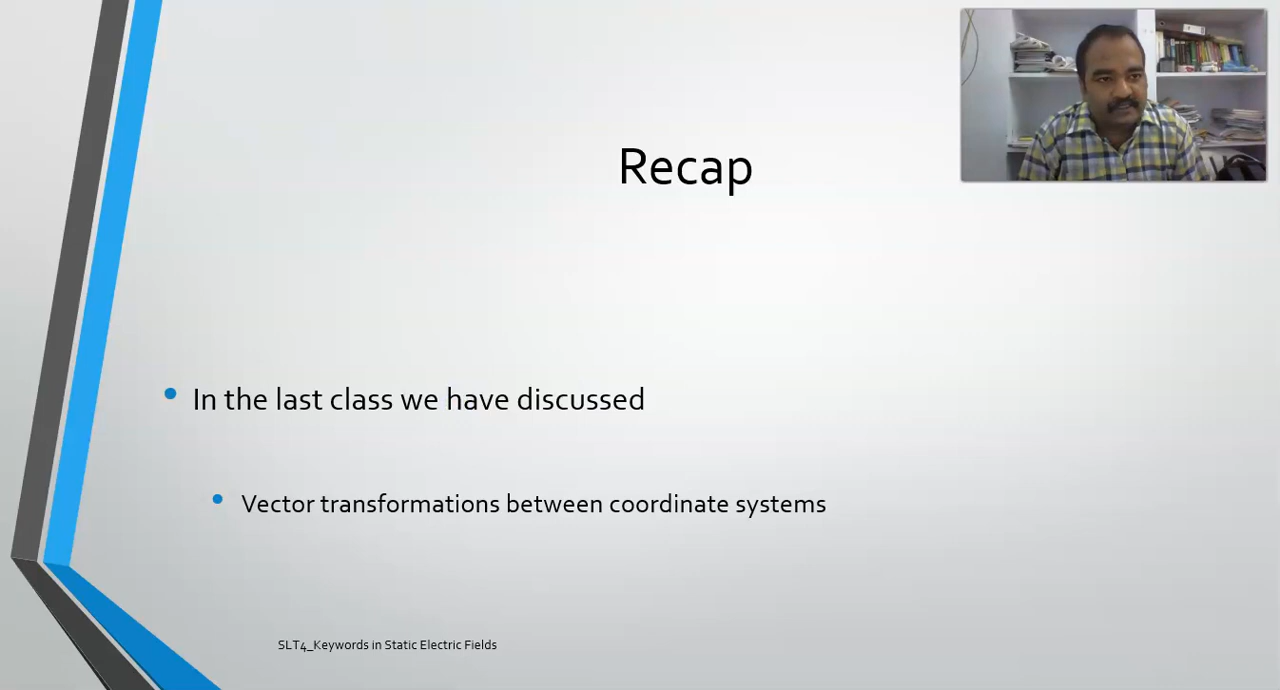 Recap
In the last class we have discussed
Vector transformations between coordinate systems
SLT4_Keywords in Static Electric Fields